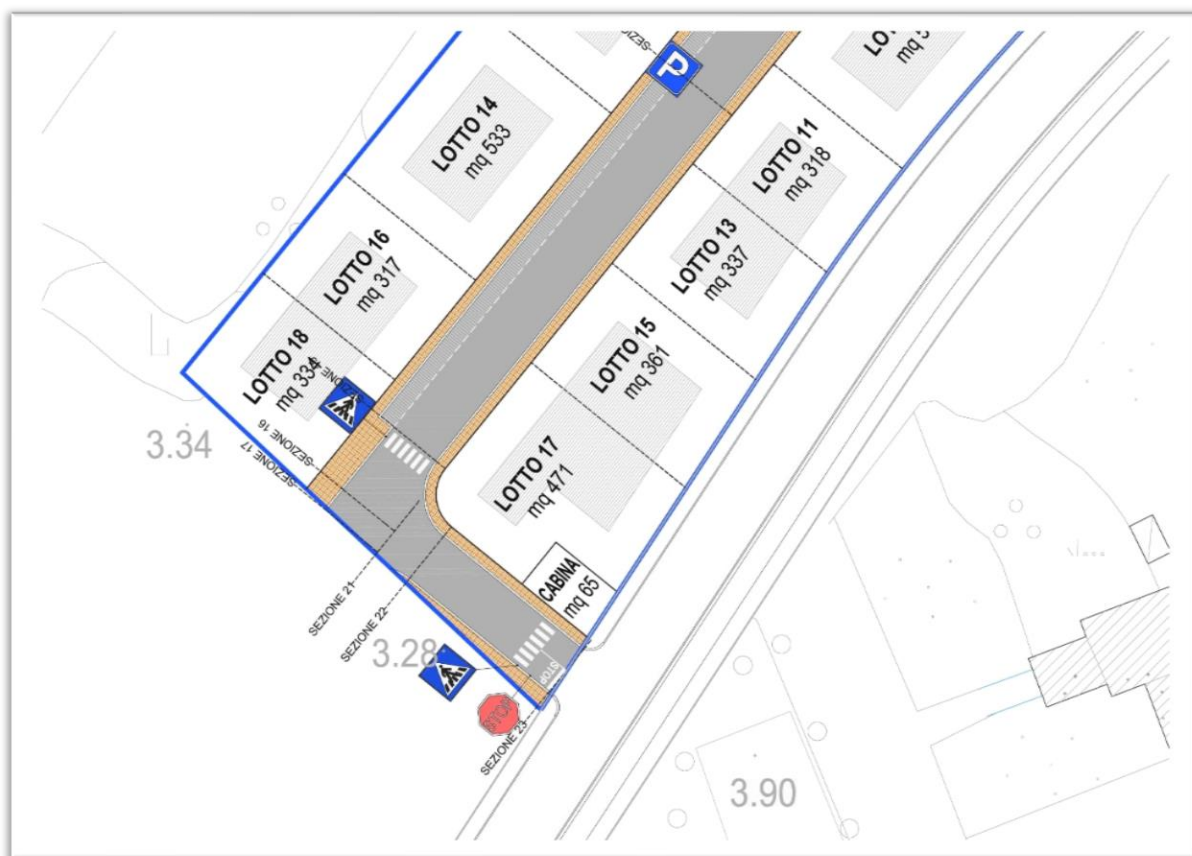 LOTTO 14
mq 533
P
LOTTO 11
mq 318
LOTTO 16
mq 317
LOTTO 13
mq 337
LOTTO 18
mq 334
LOTTO 15
mq 361
3.34
SEZIONE 16
SEZIONE 17
LOTTO 17
mq 471
CABINA
mq 65
SEZIONE 21
SEZIONE 22
3.28
STOP
STOP
SEZIONE 23
3.90